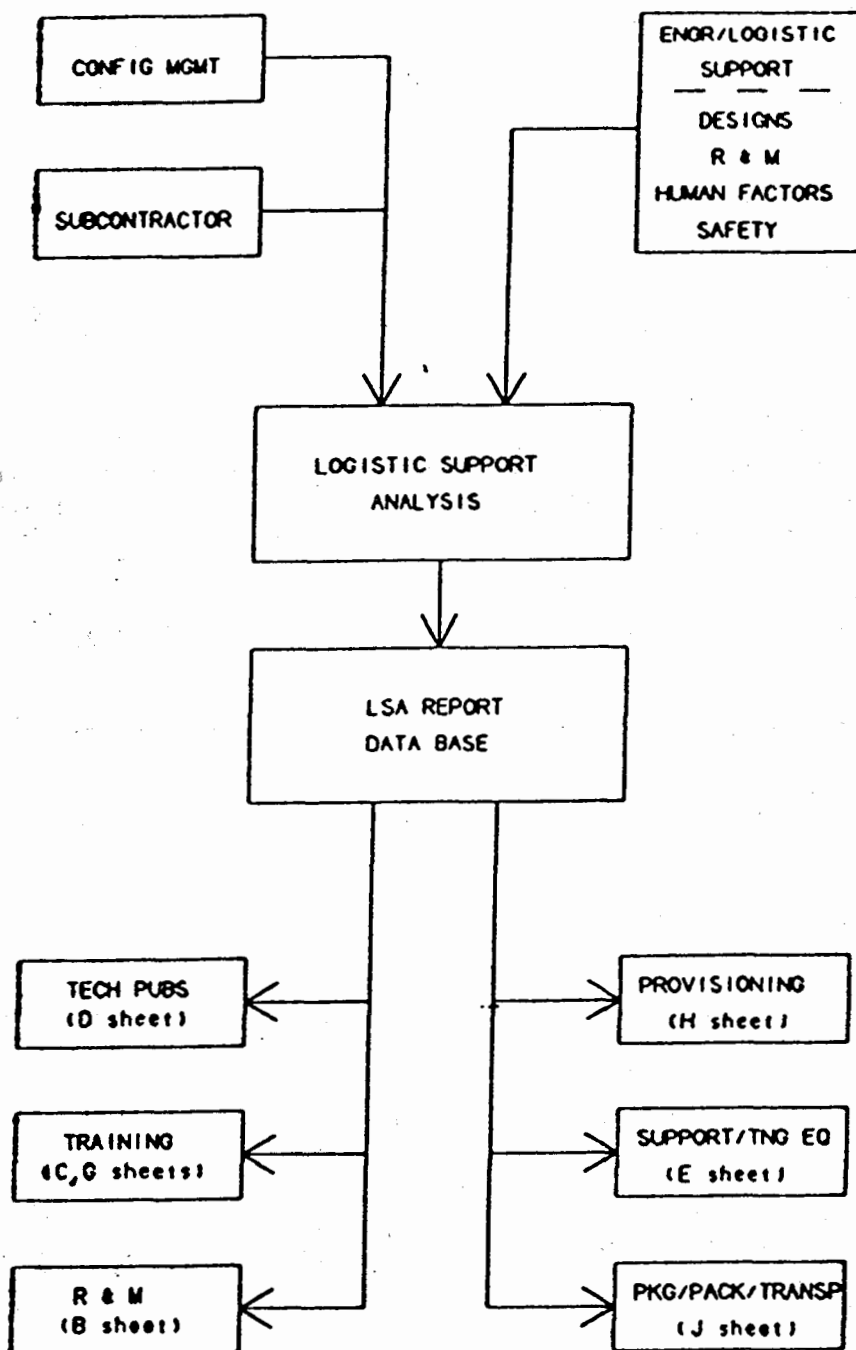 CONFIG MGMT
SUBCONTRACTOR
ENGR/LOGISTIC
SUPPORT
DESIGNS
R & M
HUMAN FACTORS
SAFETY
LOGISTIC SUPPORT
ANALYSIS
LSA REPORT
DATA BASE
TECH PUBS
(D sheet)
TRAINING
(C,G sheets)
R & M
(B sheet)
PROVISIONING
(H sheet)
SUPPORT/TNG EQ
(E sheet)
PKG/PACK/TRANSP
(J sheet)